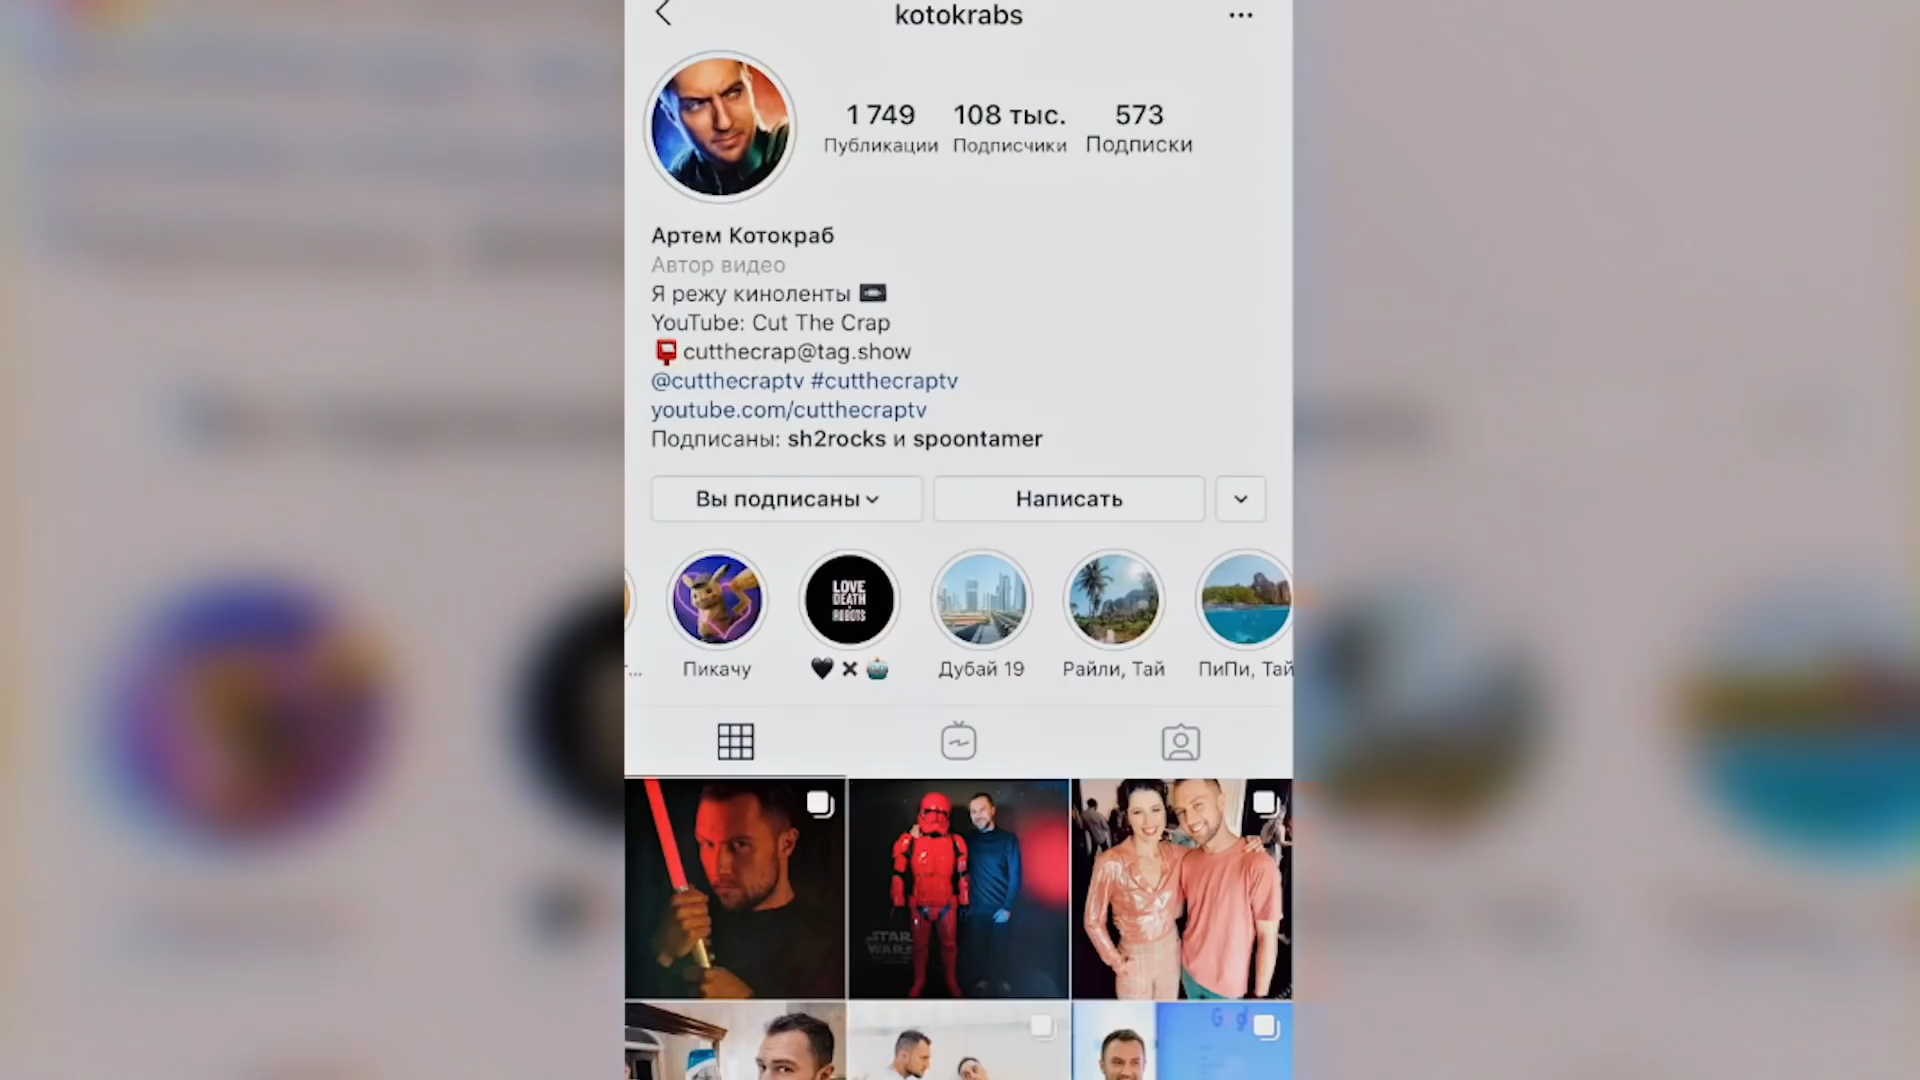 kotokrabs
1 749 108 тыс. 573
Публикации Подписчики Подписки
Артем Котокраб
Автор видео
Я режу киноленты
YouTube: Cut The Crap
cutthecrap@tag.show
@cutthecraptv #cutthecraptv
youtube.com/cutthecraptv
Подписаны: sh2rocks и spoontamer
Вы подписаны Написать
LOVE
DEATH
ROBOTS
Пикачу Дубай 19 Райли, Тай ПиПи, Тай
STAR
WARS